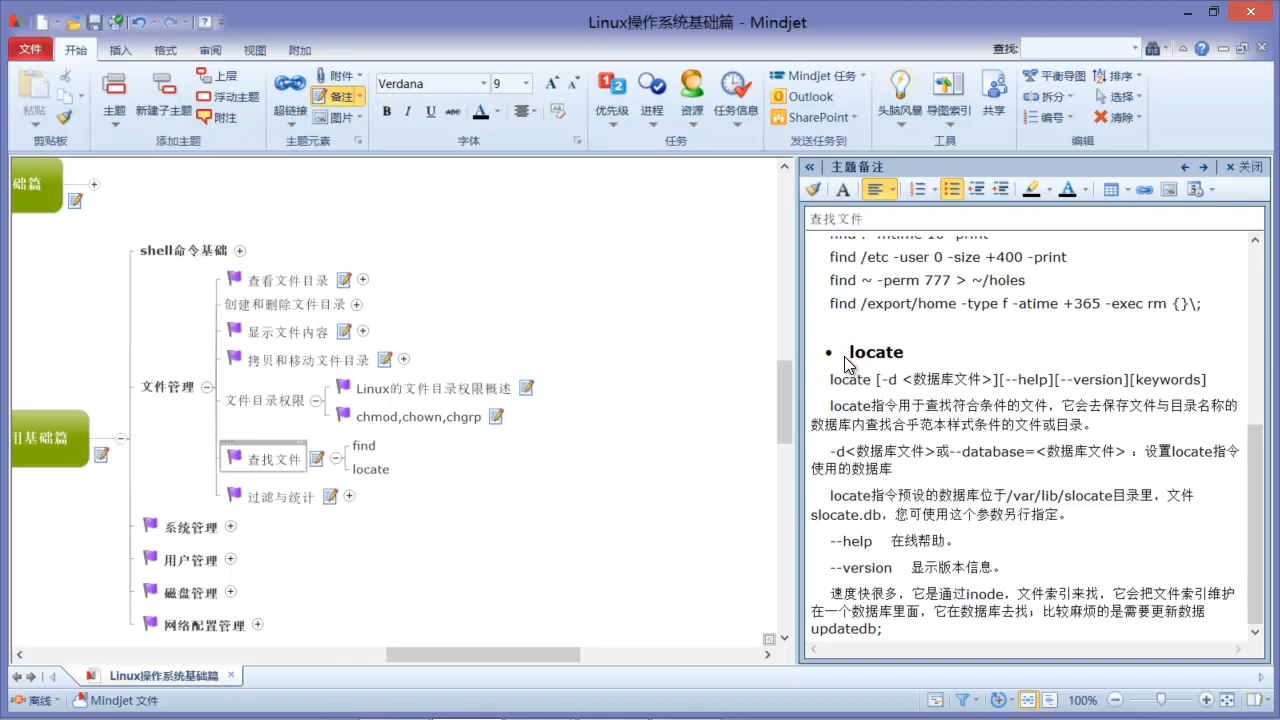 Linux操作系统基础篇 - Mindjet
文件 开始 插入 格式 审阅 视图 附加 查找:
粘贴
剪贴板
主题
新建子主题
上层
浮动主题
附注
添加主题
超链接
附件
备注
图片
主题元素
Verdana 9
B I U abc A
字体
优先级 进程 资源 任务信息
任务
Mindjet 任务
Outlook
SharePoint
发送任务到
头脑风暴 导图索引 共享
工具
平衡导图 排序
拆分 选择
编号 清除
编辑
础篇
shell命令基础
查看文件目录
创建和删除文件目录
显示文件内容
拷贝和移动文件目录
文件管理
文件目录权限
Linux的文件目录权限概述
chmod,chown,chgrp
用基础篇
查找文件
find
locate
过滤与统计
系统管理
用户管理
磁盘管理
网络配置管理
主题备注 关闭
查找文件
find . -mtime 10 -print
find /etc -user 0 -size +400 -print
find ~ -perm 777 > ~/holes
find /export/home -type f -atime +365 -exec rm {}\;
• locate
locate [-d <数据库文件>][--help][--version][keywords]
locate指令用于查找符合条件的文件，它会去保存文件与目录名称的
数据库内查找合乎范本样式条件的文件或目录。
-d<数据库文件>或--database=<数据库文件> ：设置locate指令
使用的数据库
locate指令预设的数据库位于/var/lib/slocate目录里，文件
slocate.db，您可使用这个参数另行指定。
--help 在线帮助。
--version 显示版本信息。
速度快很多，它是通过inode，文件索引来找，它会把文件索引维护
在一个数据库里面，它在数据库去找；比较麻烦的是需要更新数据
updatedb;
Linux操作系统基础篇
离线 Mindjet 文件 100%